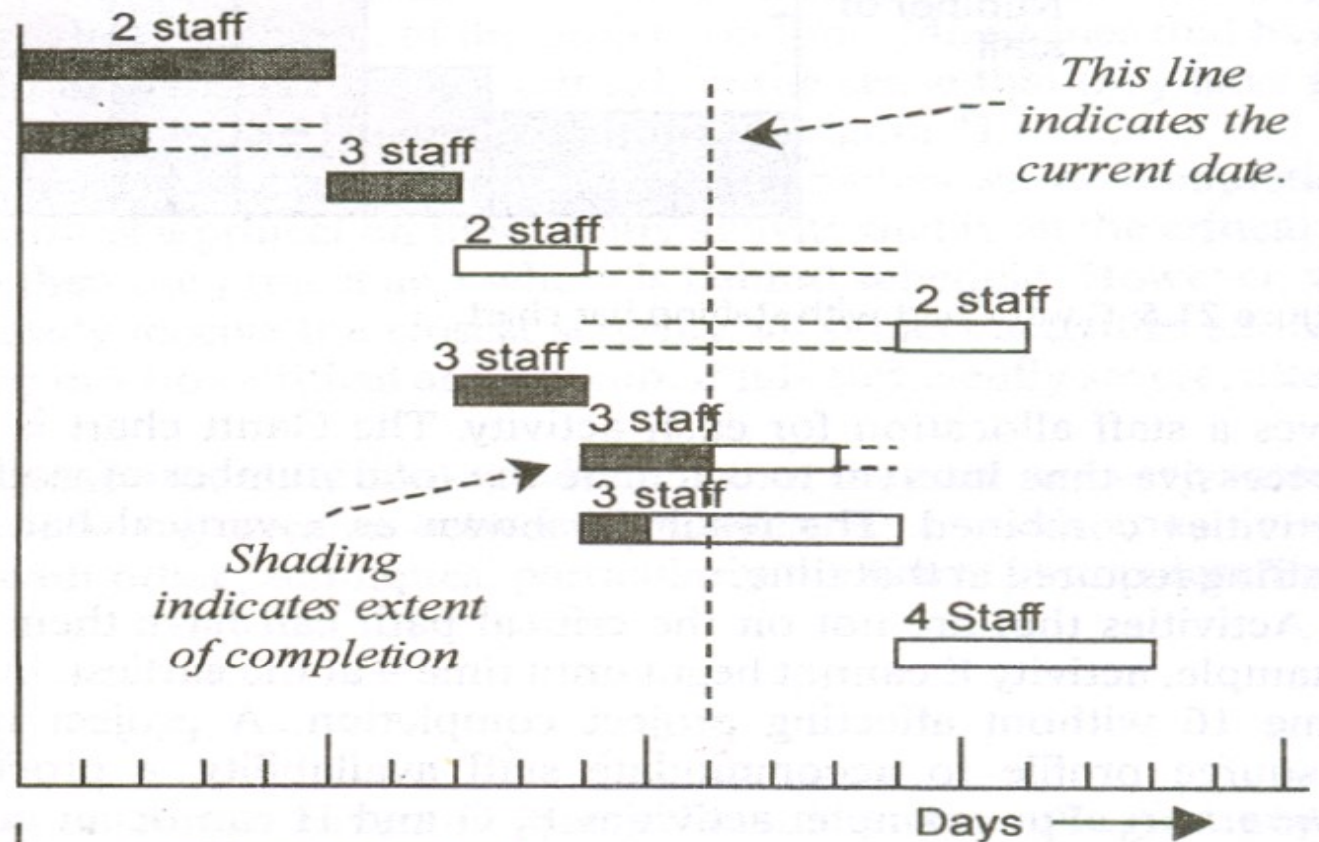 2 staff
This line
indicates the
current date.
3 staff
2 staff
2 staff
3 staff
3 staff
3 staff
Shading
indicates extent
of completion
4 Staff
Days